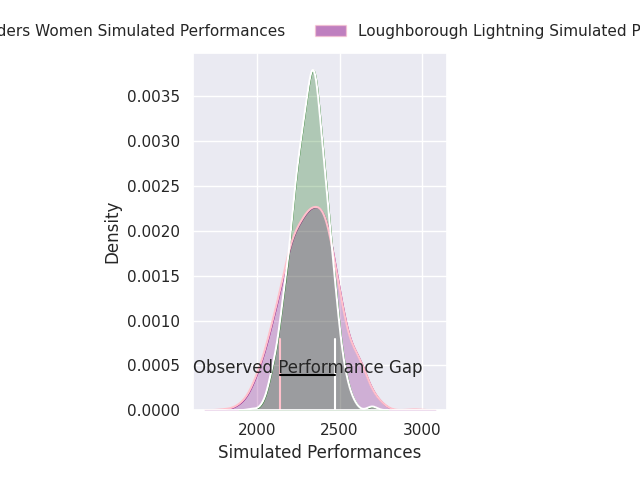 ders Women Simulated Performances
Loughborough Lightning Simulated P
0.0035
0.0030
0.0025
0.0020
0.0015
0.0010
0.0005
0.0000
Density
Observed Performance Gap
2000 2500 3000
Simulated Performances